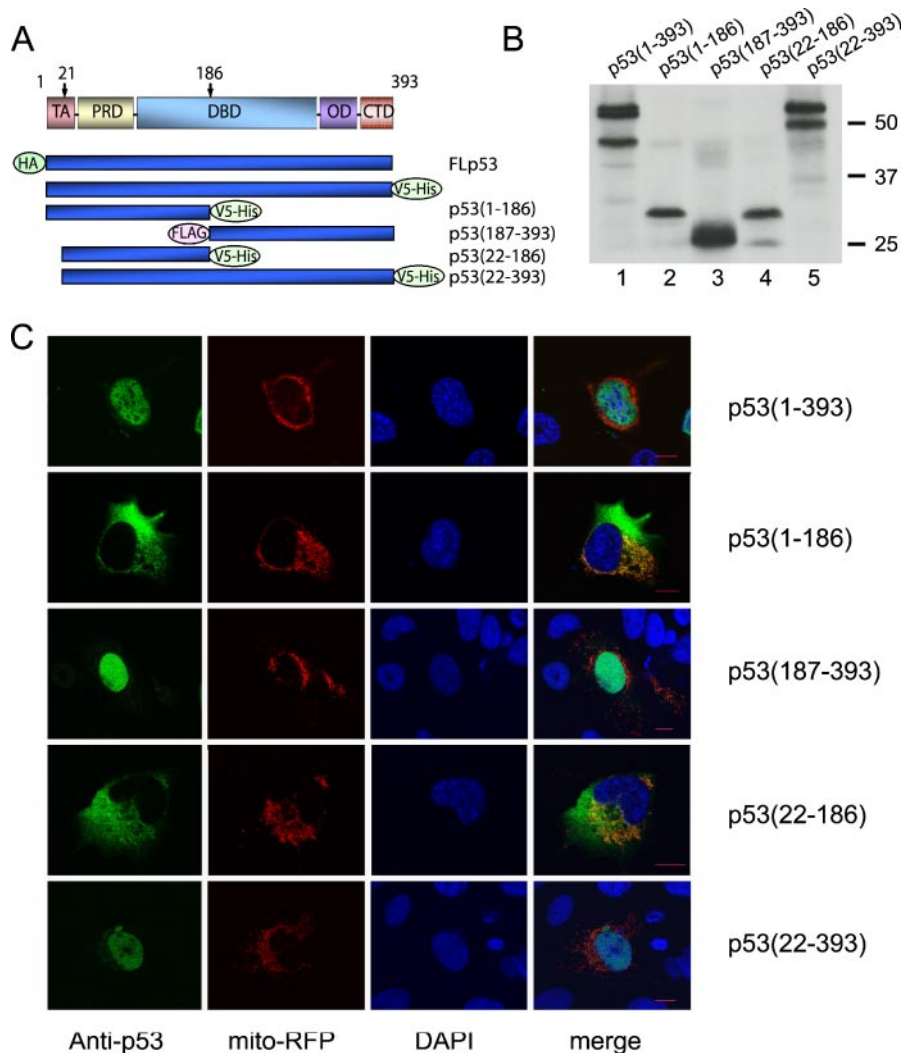 A
1
21
186
393
TA
PRD
DBD
OD
CTD
HA
FLp53
V5-His
V5-His
p53(1-186)
FLAG
p53(187-393)
V5-His
p53(22-186)
V5-His
p53(22-393)
B
p53(1-393)
p53(1-186)
p53(187-393)
p53(22-186)
p53(22-393)
50
37
25
1 2 3 4 5
C
p53(1-393)
p53(1-186)
p53(187-393)
p53(22-186)
p53(22-393)
Anti-p53 mito-RFP DAPI merge